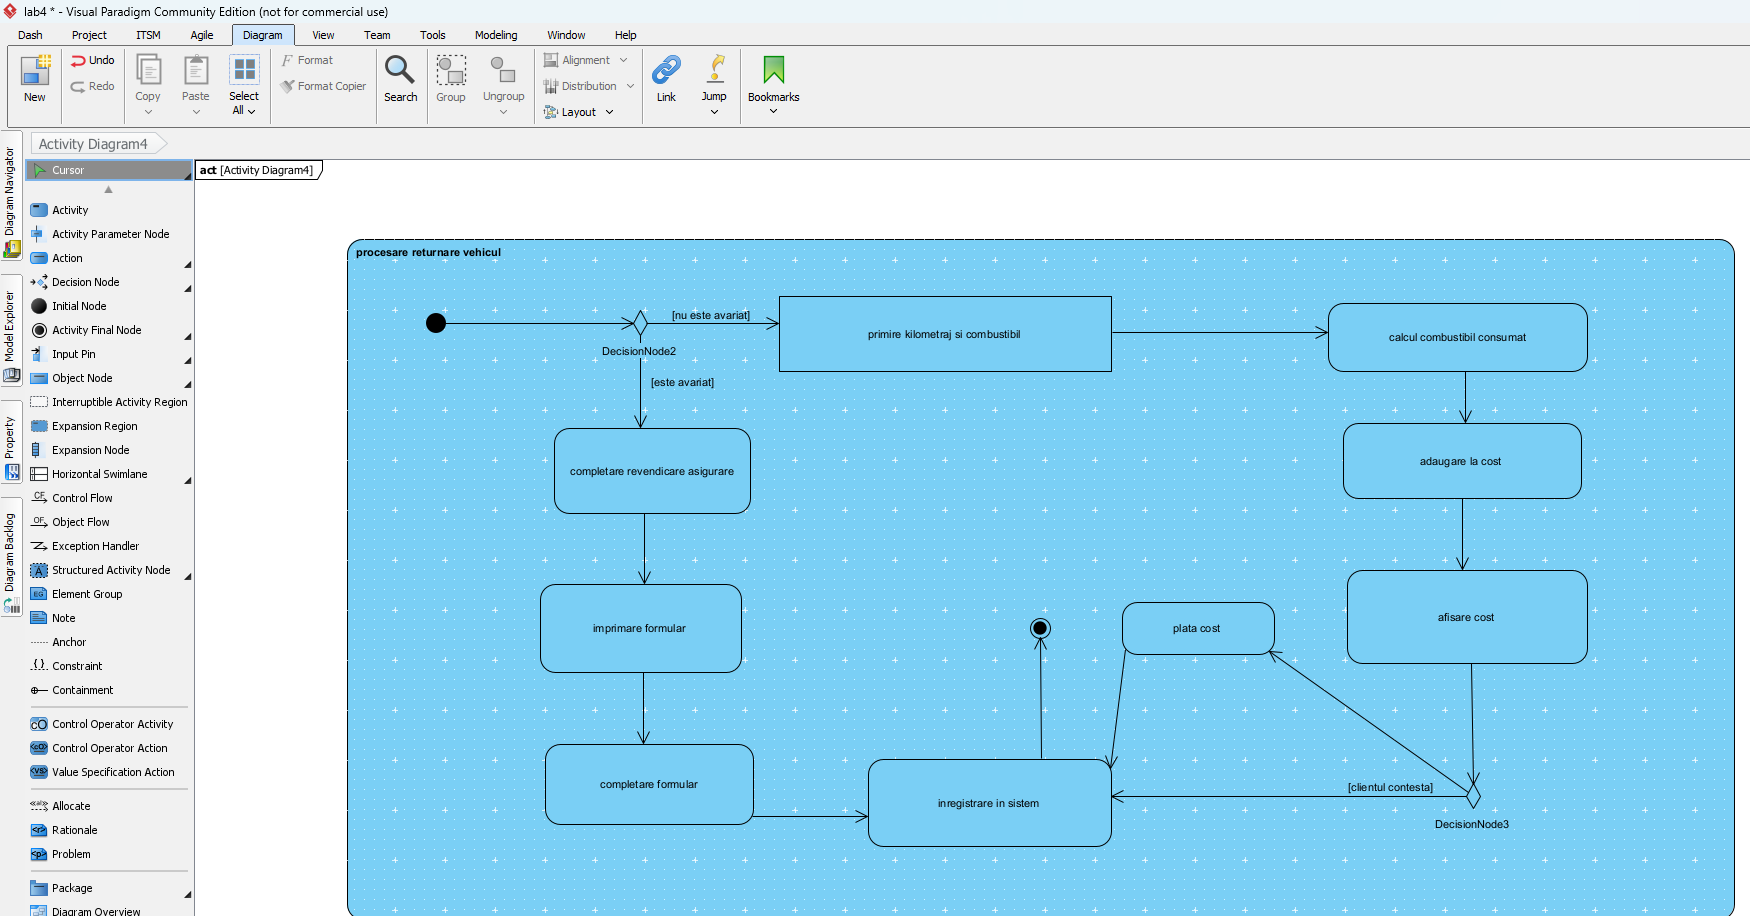 lab4 * - Visual Paradigm Community Edition (not for commercial use)
Dash Project ITSM Agile Diagram View Team Tools Modeling Window Help
New
Undo
Redo
Copy
Paste
Select
All
Format
Format Copier
Search
Group
Ungroup
Alignment
Distribution
Layout
Link
Jump
Bookmarks
Diagram Navigator
Model Explorer
Property
Diagram Backlog
Activity Diagram4
Cursor
Activity
Activity Parameter Node
Action
Decision Node
Initial Node
Activity Final Node
Input Pin
Object Node
Interruptible Activity Region
Expansion Region
Expansion Node
Horizontal Swimlane
CF Control Flow
OF Object Flow
Exception Handler
A Structured Activity Node
EG Element Group
Note
Anchor
{.} Constraint
Containment
cO Control Operator Activity
«cO» Control Operator Action
«vs» Value Specification Action
«al» Allocate
«r» Rationale
«p» Problem
Package
Diagram Overview
act [Activity Diagram4]
procesare returnare vehicul
[nu este avariat]
DecisionNode2
[este avariat]
primire kilometraj si combustibil
calcul combustibil consumat
completare revendicare asigurare
adaugare la cost
imprimare formular
plata cost
afisare cost
completare formular
inregistrare in sistem
[clientul contesta]
DecisionNode3